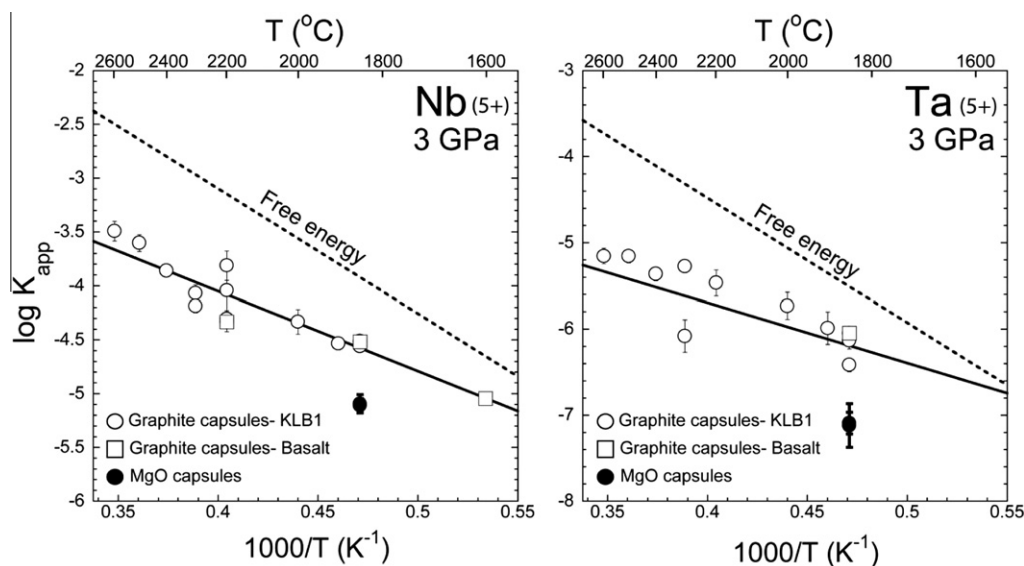 T (°C)
2600 2400 2200 2000 1800 1600
-2
-2.5
-3
-3.5
-4
-4.5
-5
-5.5
-6
log K_app
Nb (5+)
3 GPa
Free energy
Graphite capsules- KLB1
Graphite capsules- Basalt
MgO capsules
0.35 0.4 0.45 0.5 0.55
1000/T (K⁻¹)
T (°C)
2600 2400 2200 2000 1800 1600
-3
-4
-5
-6
-7
-8
Ta (5+)
3 GPa
Free energy
Graphite capsules- KLB1
Graphite capsules- Basalt
MgO capsules
0.35 0.4 0.45 0.5 0.55
1000/T (K⁻¹)